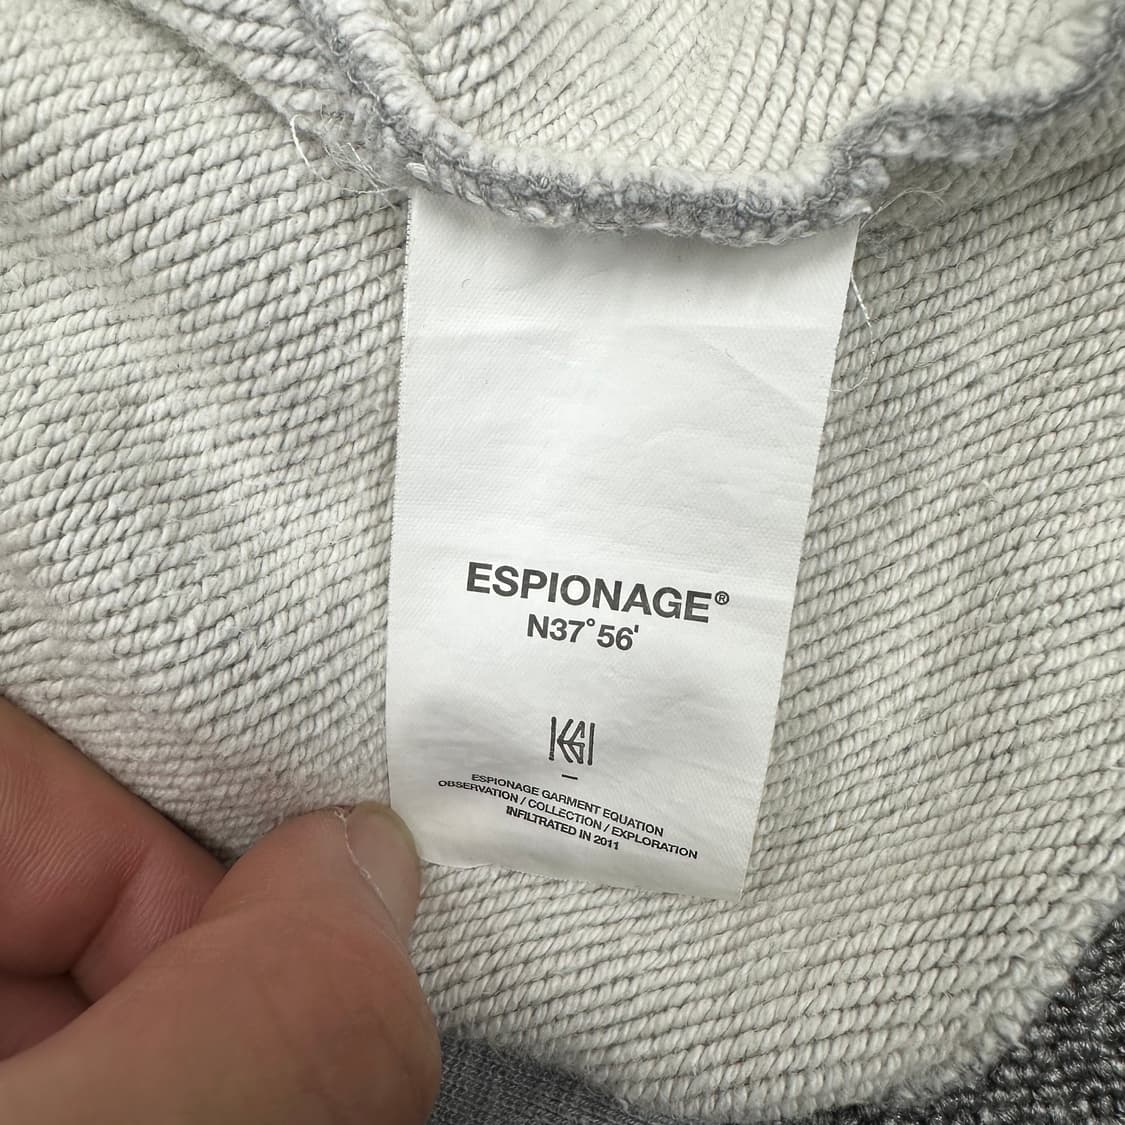 ESPIONAGE®
N37°56'
ESPIONAGE GARMENT EQUATION
OBSERVATION / COLLECTION / EXPLORATION
INFILTRATED IN 2011